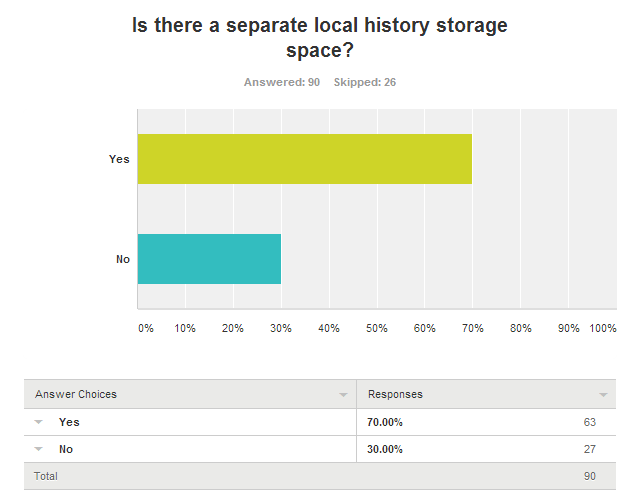 Is there a separate local history storage
space?
Answered: 90 Skipped: 26
Yes
No
0% 10% 20% 30% 40% 50% 60% 70% 80% 90% 100%
Answer Choices Responses
Yes 70.00% 63
No 30.00% 27
Total 90